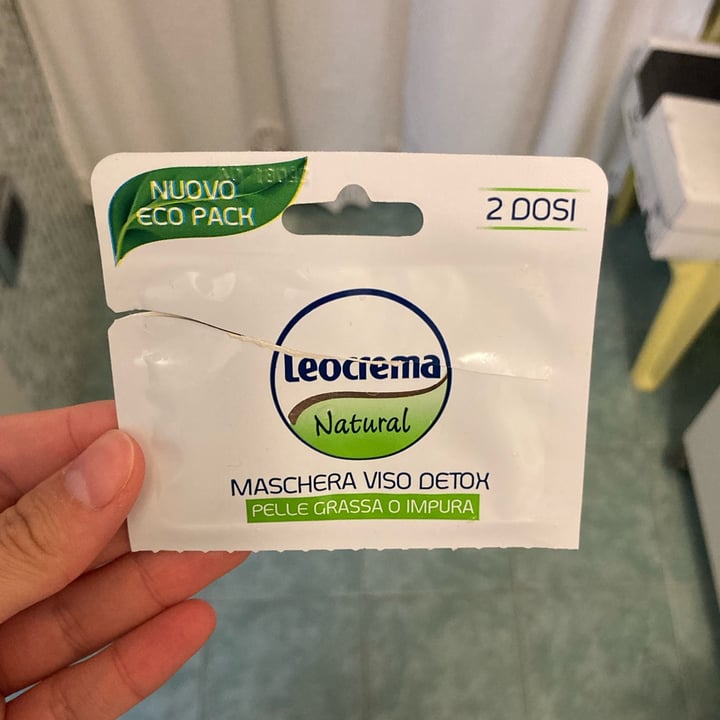 NUOVO
ECO PACK
2 DOSI
Leocrema
Natural
MASCHERA VISO DETOX
PELLE GRASSA O IMPURA